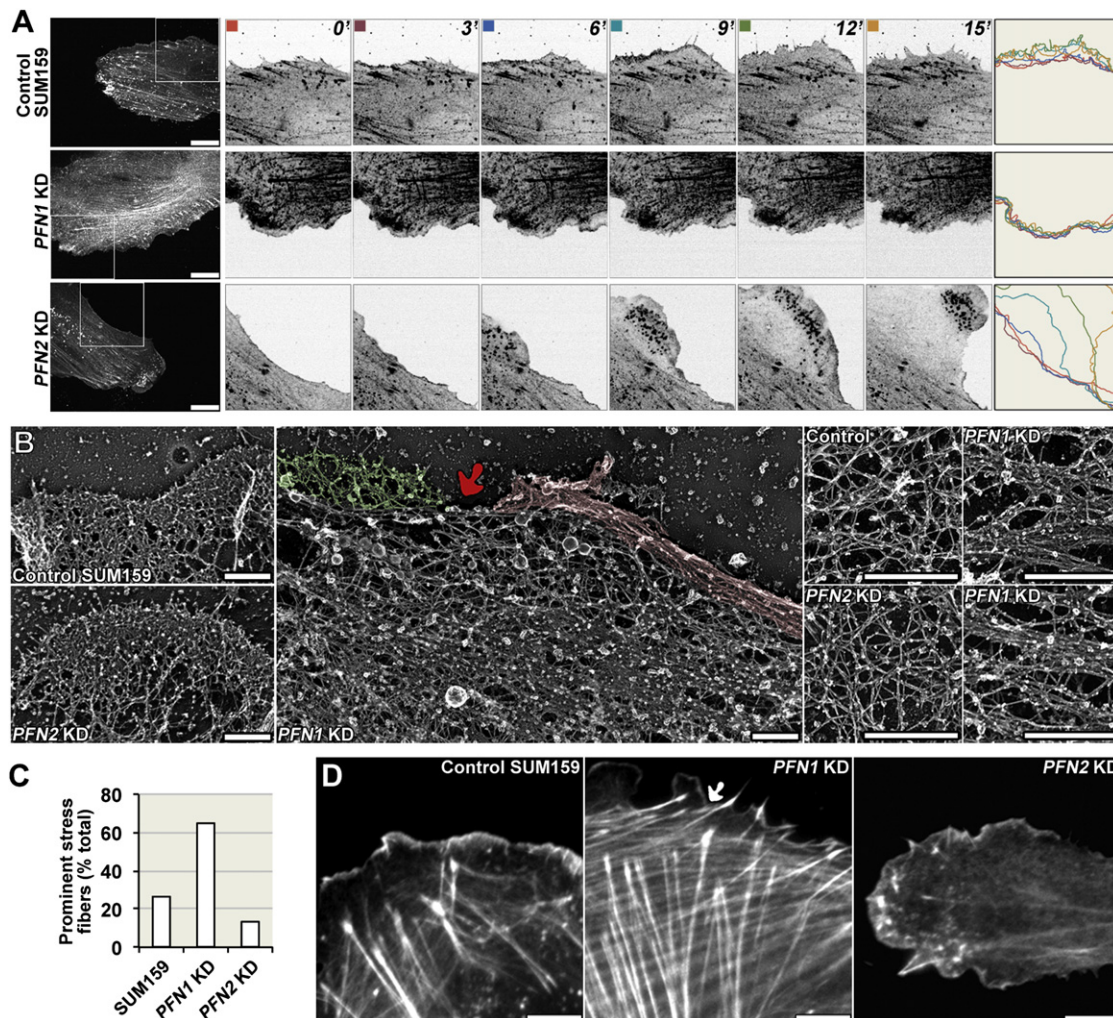 A
Control
SUM159
0'
3'
6'
9'
12'
15'
PFN1 KD
PFN2 KD
B
Control SUM159
PFN2 KD
PFN1 KD
Control
PFN1 KD
PFN2 KD
PFN1 KD
C
Prominent stress
fibers (% total)
80
60
40
20
0
SUM159
PFN1 KD
PFN2 KD
D
Control SUM159
PFN1 KD
PFN2 KD